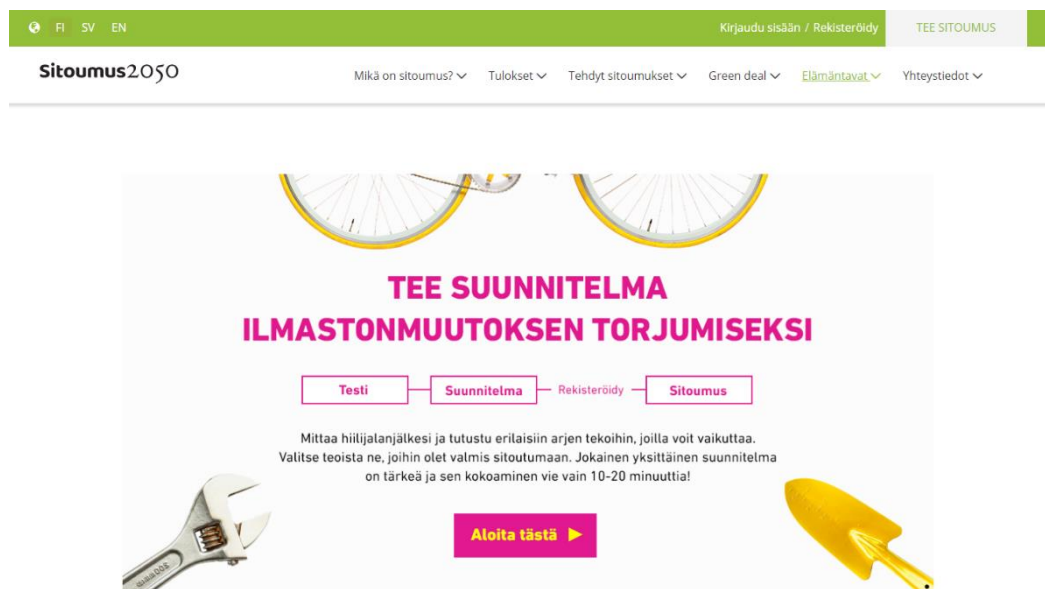 FI SV EN
Kirjaudu sisään / Rekisteröidy
TEE SITOUMUS
Sitoumus2050
Mikä on sitoumus? Tulokset Tehdyt sitoumukset Green deal Elämäntavat Yhteystiedot
TEE SUUNNITELMA
ILMASTONMUUTOKSEN TORJUMISEKSI
Testi Suunnitelma Rekisteröidy Sitoumus
Mittaa hiilijalanjälkesi ja tutustu erilaisiin arjen tekoihin, joilla voit vaikuttaa.
Valitse teoista ne, joihin olet valmis sitoutumaan. Jokainen yksittäinen suunnitelma
on tärkeä ja sen kokoaminen vie vain 10-20 minuuttia!
Aloita tästä